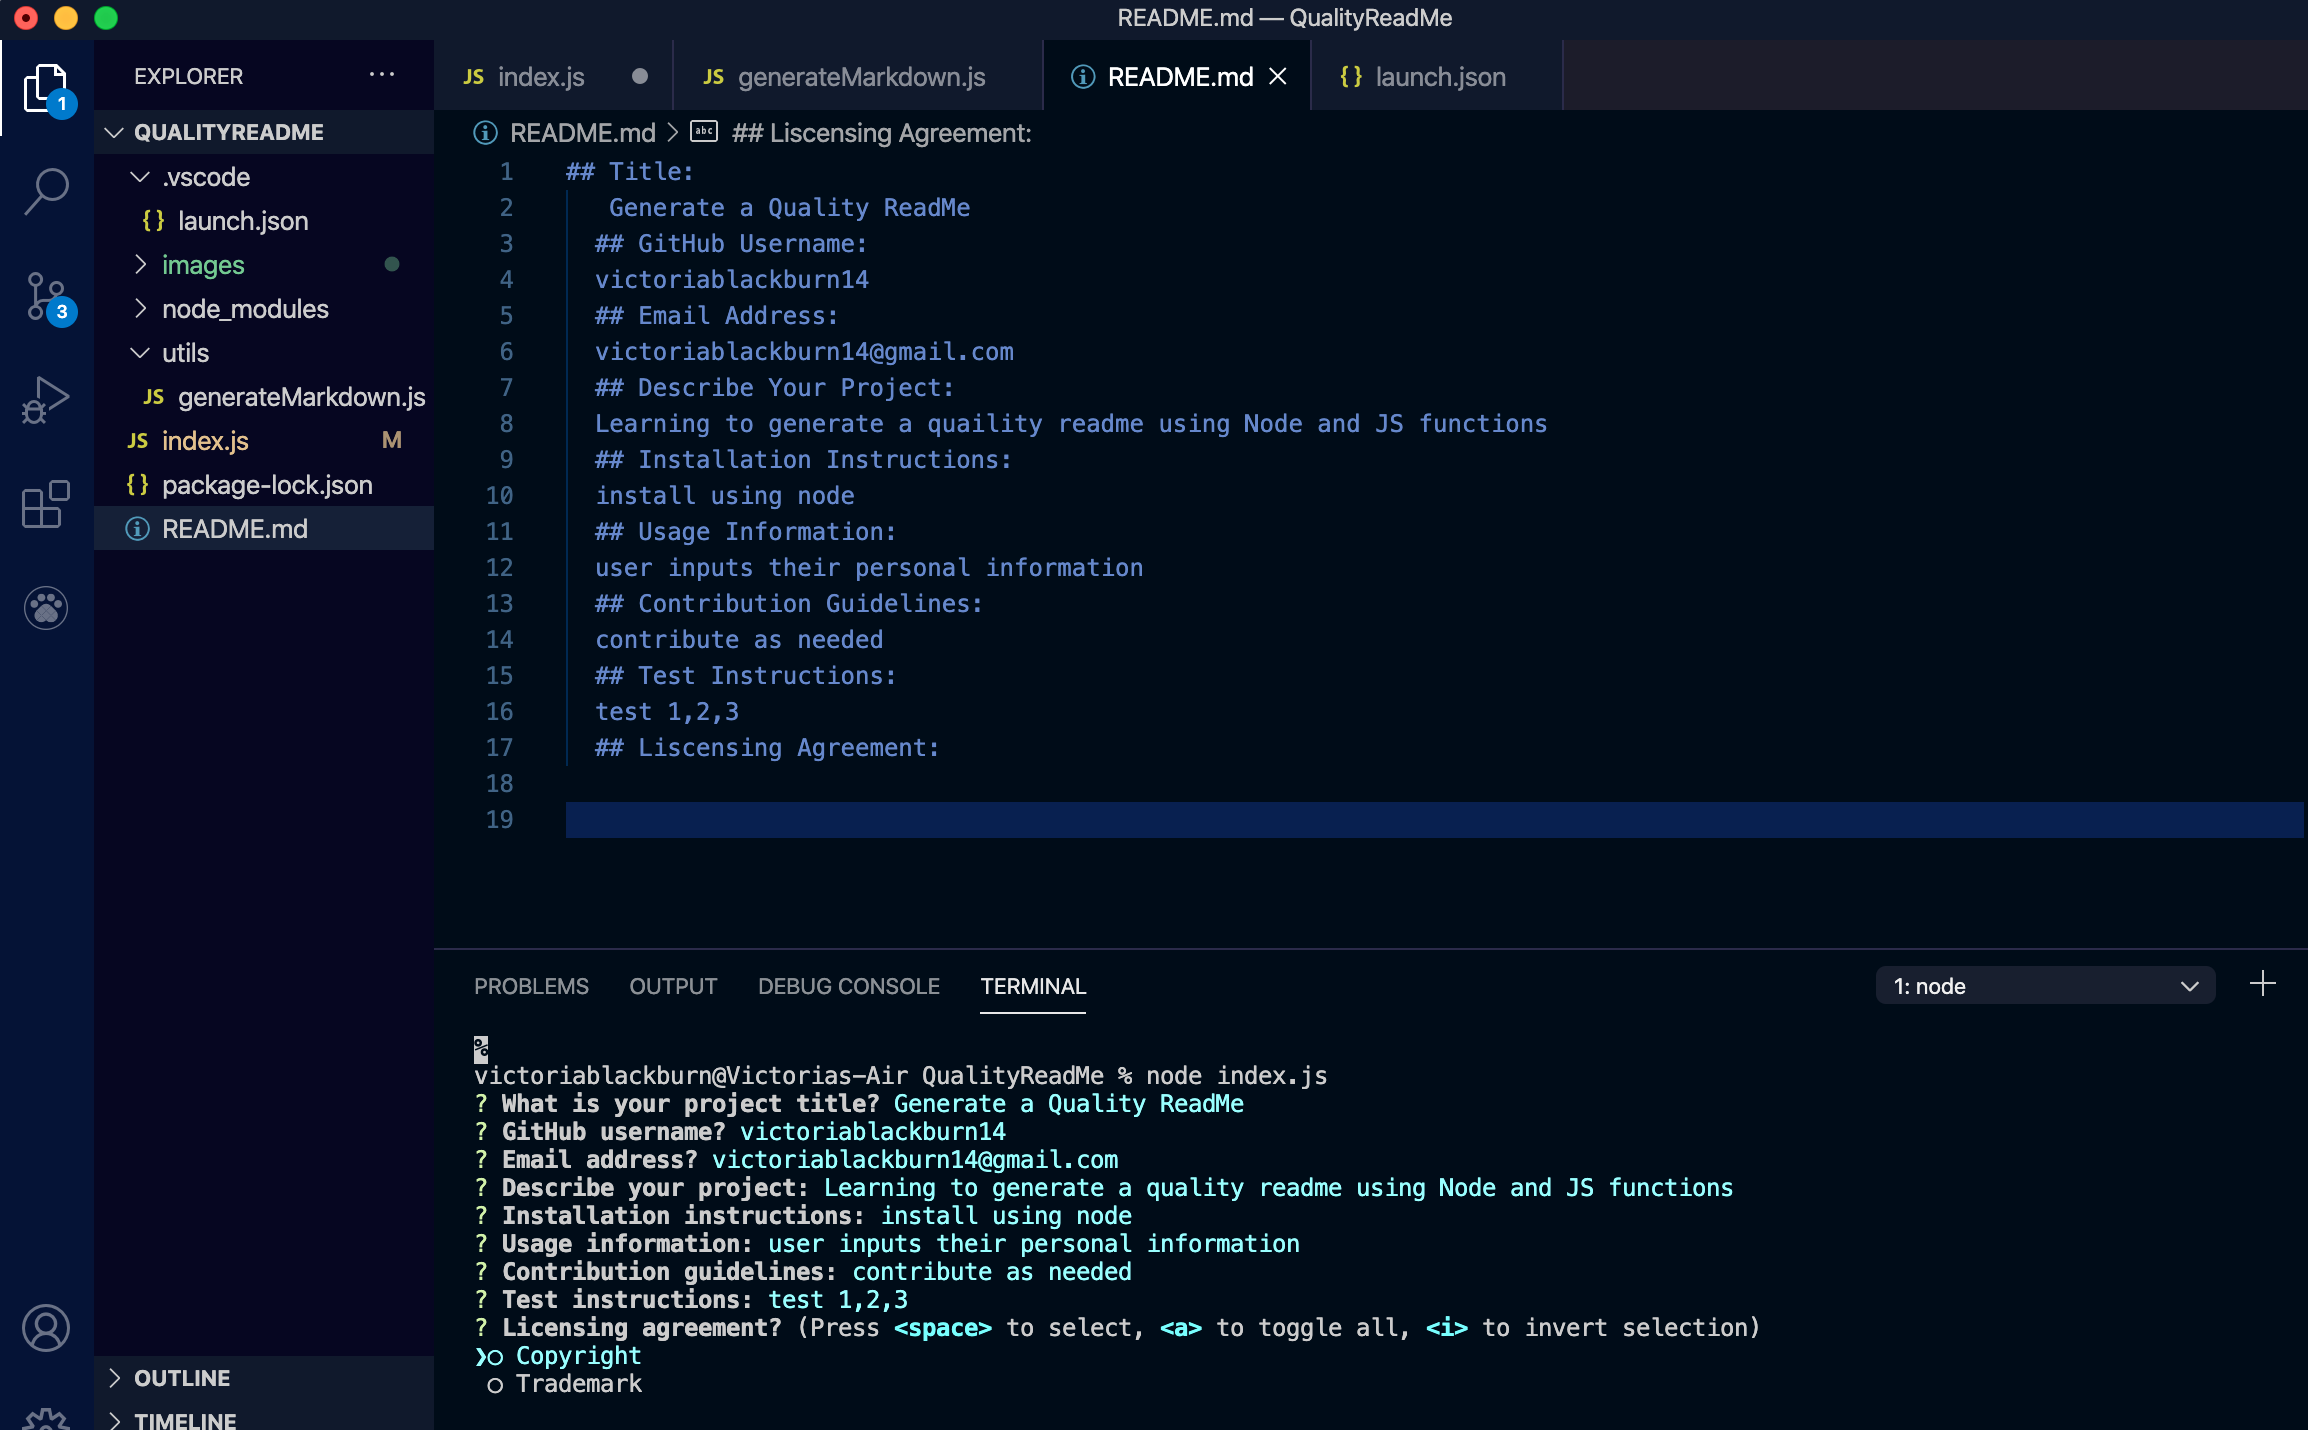 README.md — QualityReadMe
EXPLORER ···
JS index.js
JS generateMarkdown.js
README.md ×
{} launch.json
1
QUALITYREADME
README.md > abc ## Liscensing Agreement:
.vscode
{} launch.json
images
node_modules
utils
JS generateMarkdown.js
JS index.js M
{} package-lock.json
README.md
3
1 ## Title:
2 Generate a Quality ReadMe
3 ## GitHub Username:
4 victoriablackburn14
5 ## Email Address:
6 victoriablackburn14@gmail.com
7 ## Describe Your Project:
8 Learning to generate a quaility readme using Node and JS functions
9 ## Installation Instructions:
10 install using node
11 ## Usage Information:
12 user inputs their personal information
13 ## Contribution Guidelines:
14 contribute as needed
15 ## Test Instructions:
16 test 1,2,3
17 ## Liscensing Agreement:
18
19
PROBLEMS OUTPUT DEBUG CONSOLE TERMINAL 1: node
%
victoriablackburn@Victorias-Air QualityReadMe % node index.js
? What is your project title? Generate a Quality ReadMe
? GitHub username? victoriablackburn14
? Email address? victoriablackburn14@gmail.com
? Describe your project: Learning to generate a quality readme using Node and JS functions
? Installation instructions: install using node
? Usage information: user inputs their personal information
? Contribution guidelines: contribute as needed
? Test instructions: test 1,2,3
? Licensing agreement? (Press <space> to select, <a> to toggle all, <i> to invert selection)
❯◯ Copyright
◯ Trademark
OUTLINE
TIMELINE